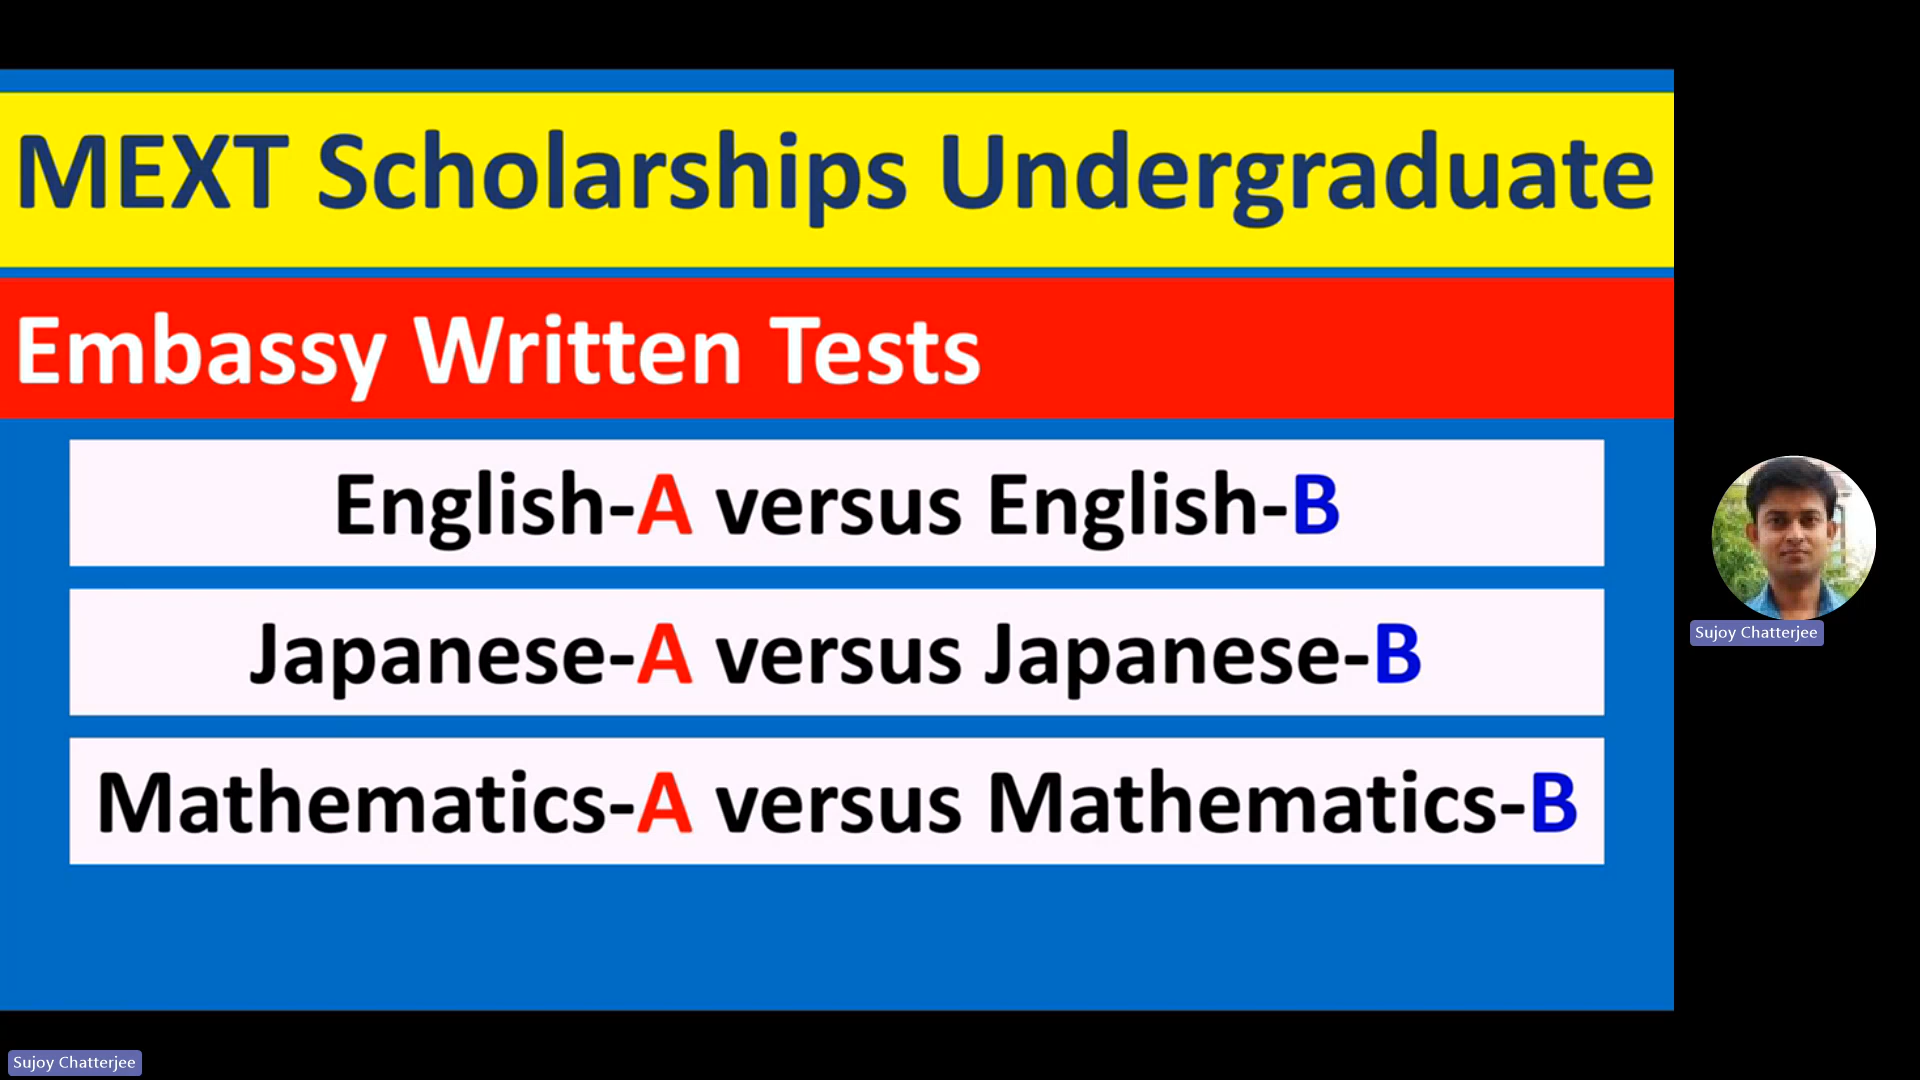 MEXT Scholarships Undergraduate
Embassy Written Tests
English-A versus English-B
Japanese-A versus Japanese-B
Mathematics-A versus Mathematics-B
Sujoy Chatterjee
Sujoy Chatterjee